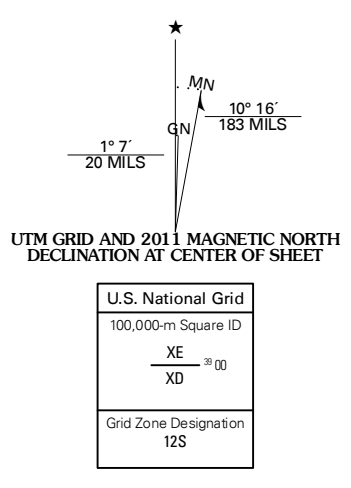 ★
MN
10° 16´
183 MILS
GN
1° 7´
20 MILS
UTM GRID AND 2011 MAGNETIC NORTH
DECLINATION AT CENTER OF SHEET
U.S. National Grid
100,000-m Square ID
XE
39 00
XD
Grid Zone Designation
12S